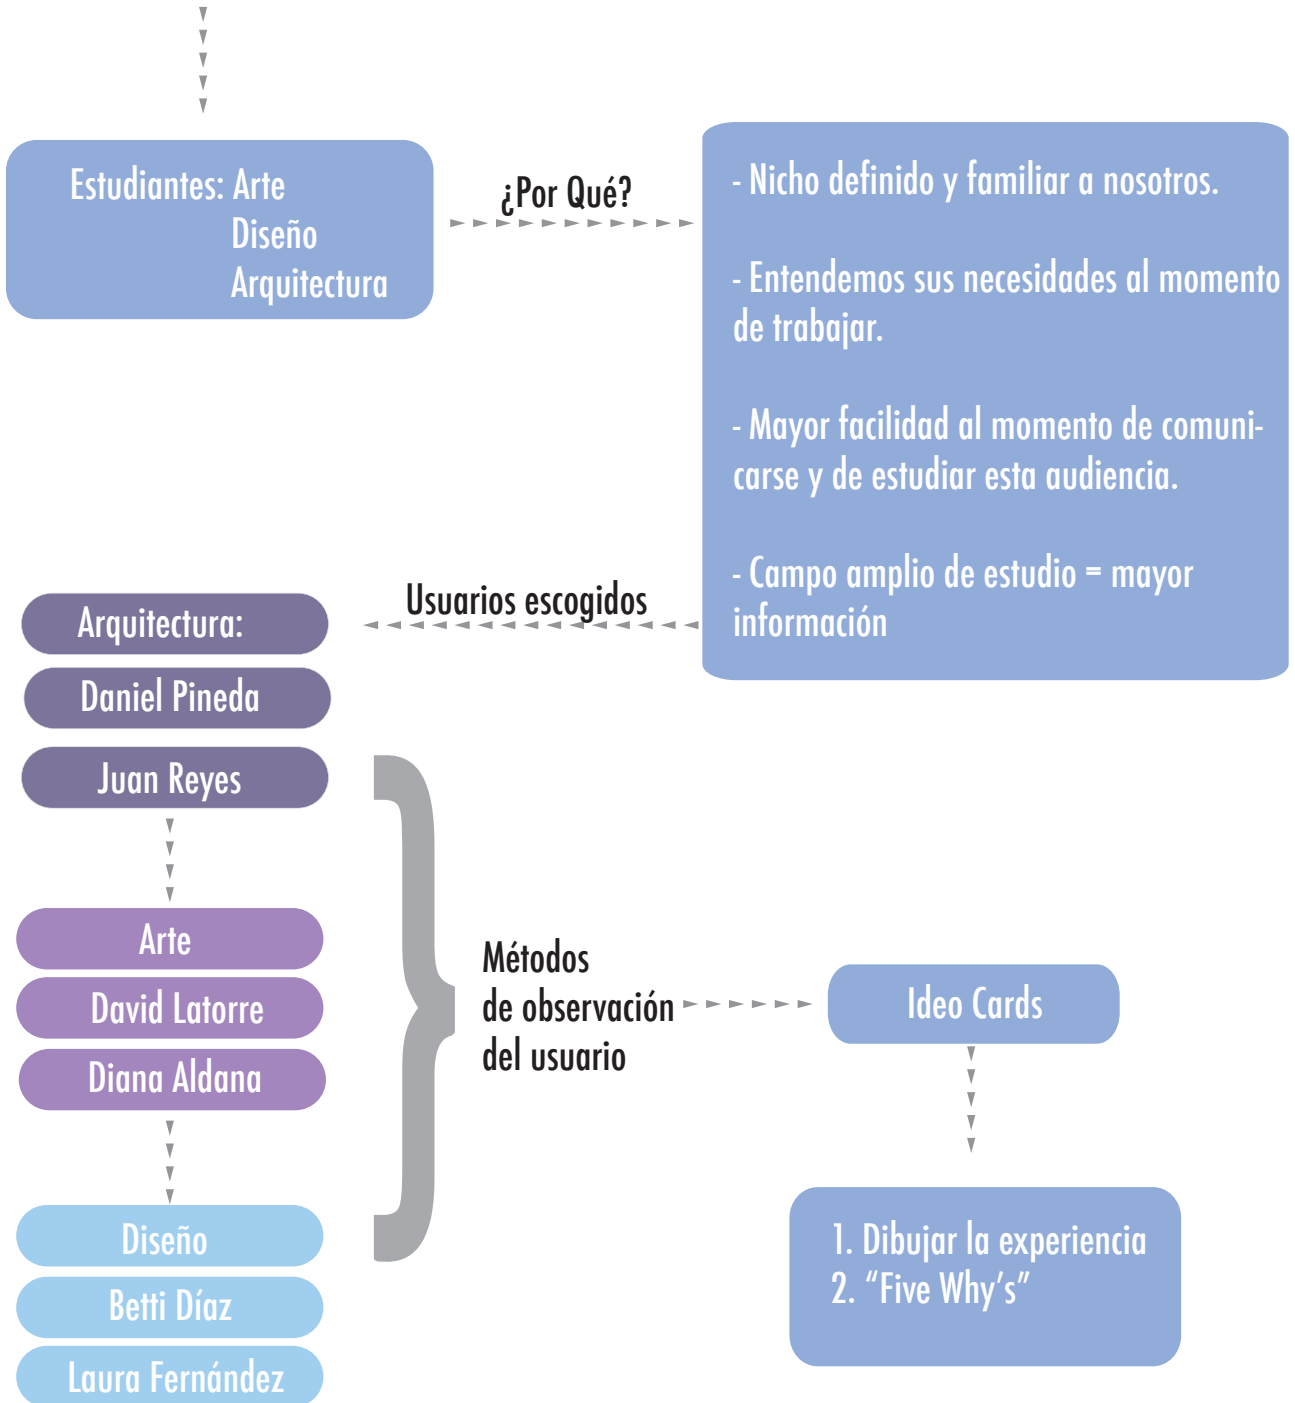 Estudiantes: Arte
Diseño
Arquitectura
¿Por Qué?
- Nicho definido y familiar a nosotros.
- Entendemos sus necesidades al momento
de trabajar.
- Mayor facilidad al momento de comuni-
carse y de estudiar esta audiencia.
- Campo amplio de estudio = mayor
información
Usuarios escogidos
Arquitectura:
Daniel Pineda
Juan Reyes
Arte
David Latorre
Diana Aldana
Diseño
Betti Díaz
Laura Fernández
Métodos
de observación
del usuario
Ideo Cards
1. Dibujar la experiencia
2. “Five Why’s”